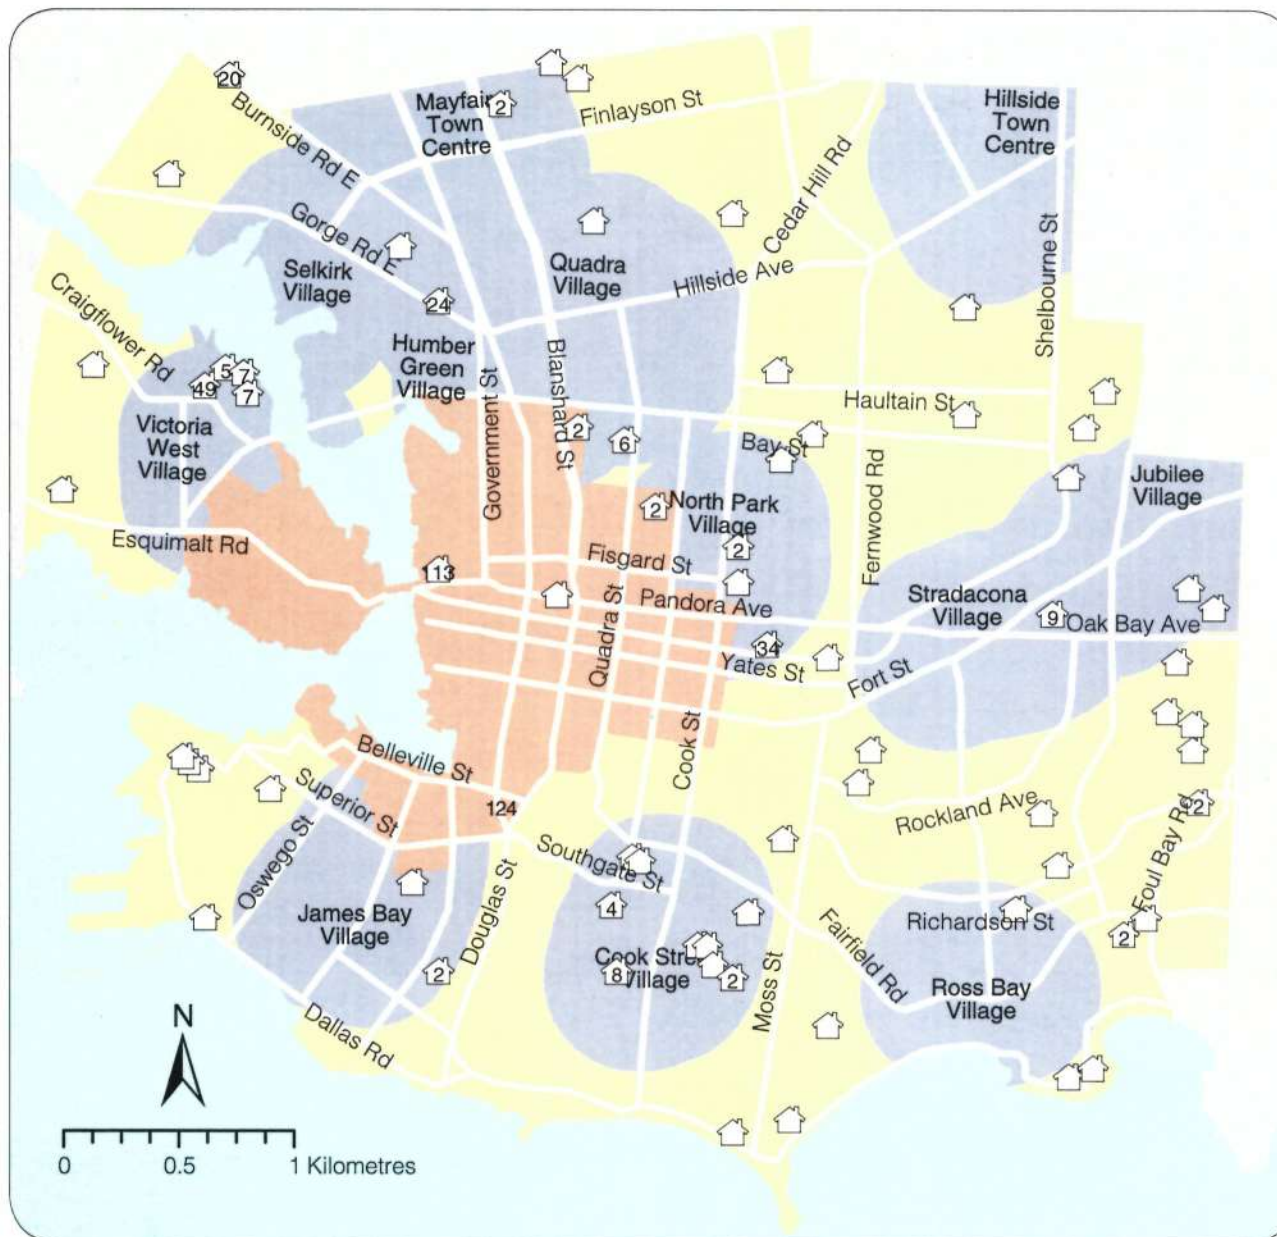 20
Burnside Rd E
Mayfair
Town
Centre
2
Finlayson St
Hillside
Town
Centre
Cedar Hill Rd
Gorge Rd E
Selkirk
Village
Quadra
Village
Hillside Ave
Shelbourne St
24
Craigflower Rd
Humber
Green
Village
Blanshard St
Government St
15
7
49
7
Haultain St
Victoria
West
Village
2
6
Bay St
Jubilee
Village
North Park
Village
2
Fernwood Rd
Esquimalt Rd
2
Fisgard St
113
Pandora Ave
Stradacona
Village
9
Oak Bay Ave
Quadra St
34
Yates St
Fort St
Cook St
Belleville St
Superior St
124
Rockland Ave
2
Foul Bay Rd
Oswego St
Southgate St
4
James Bay
Village
Douglas St
Richardson St
Fairfield Rd
2
Cook Street
Village
8
2
2
Moss St
Ross Bay
Village
Dallas Rd
N
0 0.5 1 Kilometres